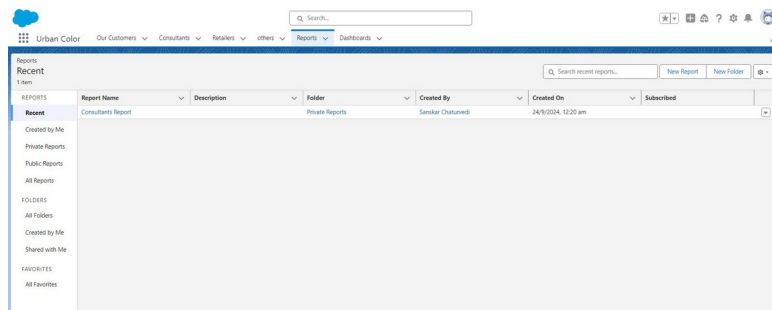 Search...
Urban Color Our Customers Consultants Retailers others Reports Dashboards
Reports
Recent
1 item
Search recent reports...
New Report New Folder
REPORTS
Report Name Description Folder Created By Created On Subscribed
Recent
Consultants Report Private Reports Sanskar Chaturvedi 24/9/2024, 12:20 am
Created by Me
Private Reports
Public Reports
All Reports
FOLDERS
All Folders
Created by Me
Shared with Me
FAVORITES
All Favorites